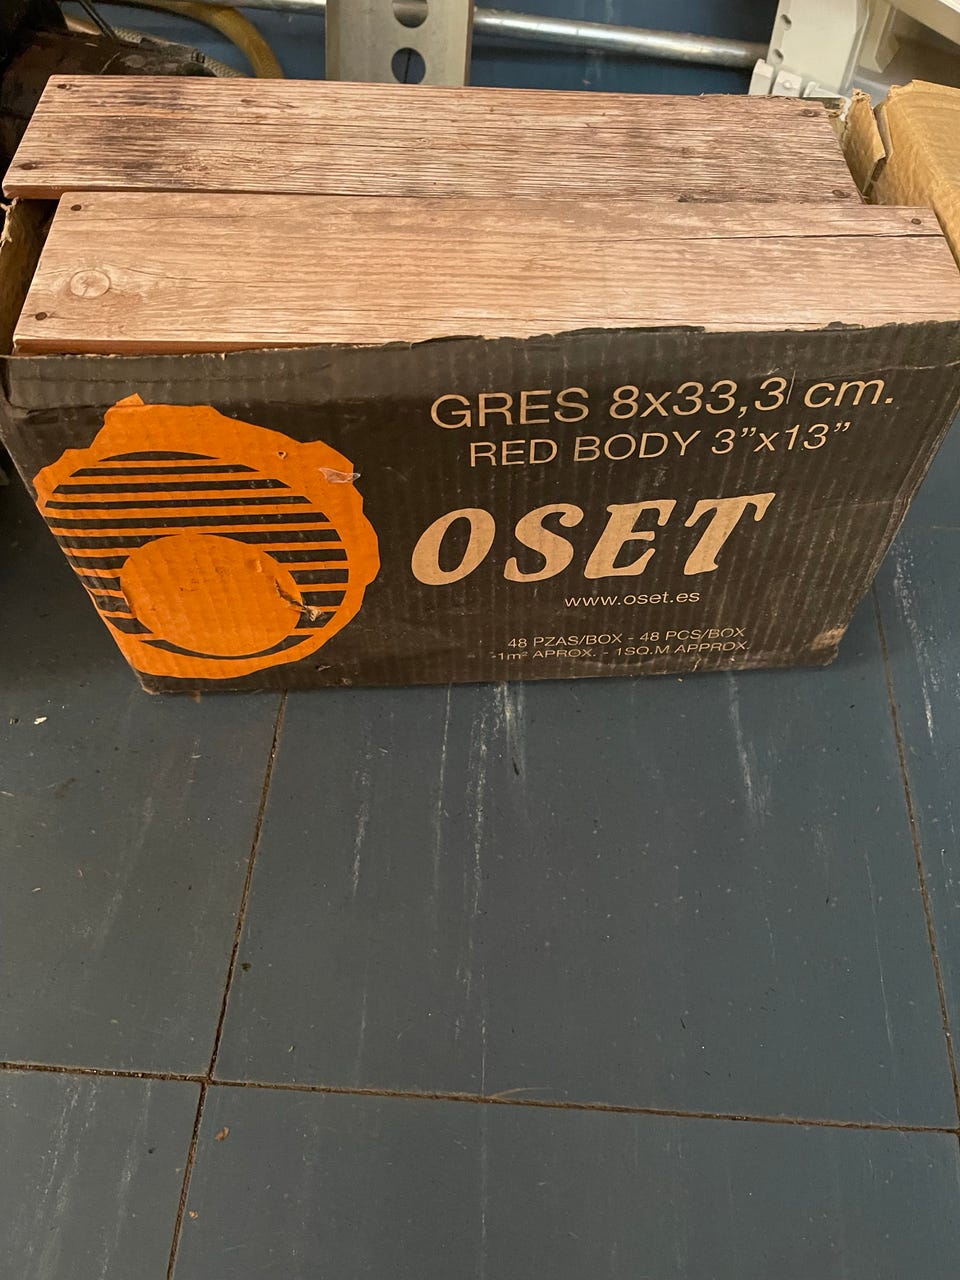 GRES 8x33,3 cm.
RED BODY 3”x13”
OSET
www.oset.es
48 PZAS/BOX - 48 PCS/BOX
-1m² APROX. - 1SQ.M APPROX.